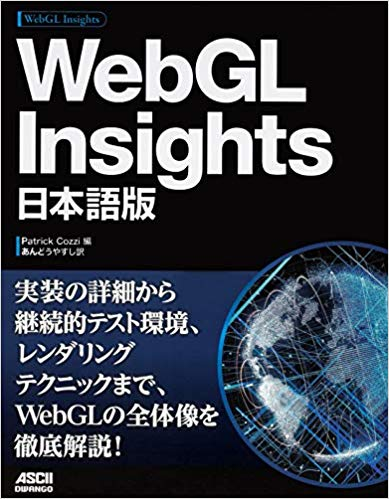 WebGL Insights
WebGL
Insights
日本語版
Patrick Cozzi 編
あんどうやすし 訳
実装の詳細から
継続的テスト環境、
レンダリング
テクニックまで、
WebGLの全体像を
徹底解説!
ASCII
DWANGO